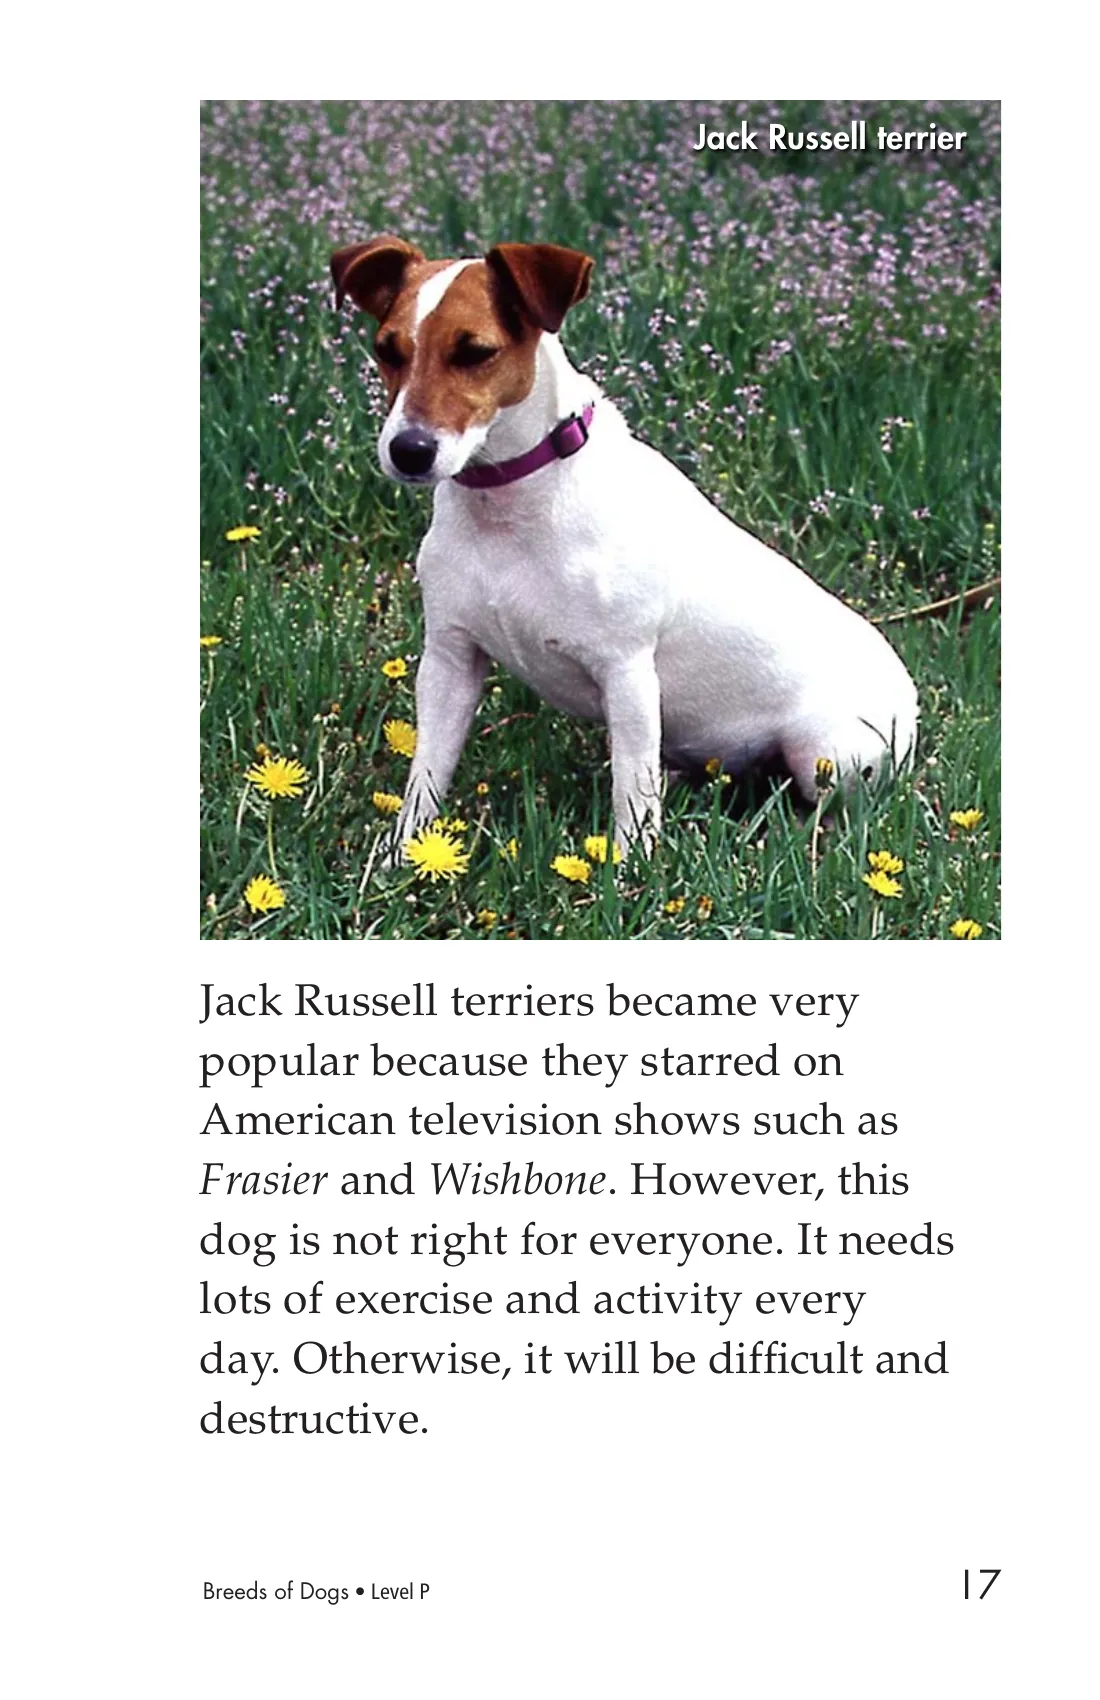 Jack Russell terrier
Jack Russell terriers became very
popular because they starred on
American television shows such as
Frasier and Wishbone. However, this
dog is not right for everyone. It needs
lots of exercise and activity every
day. Otherwise, it will be difficult and
destructive.
Breeds of Dogs • Level P
17